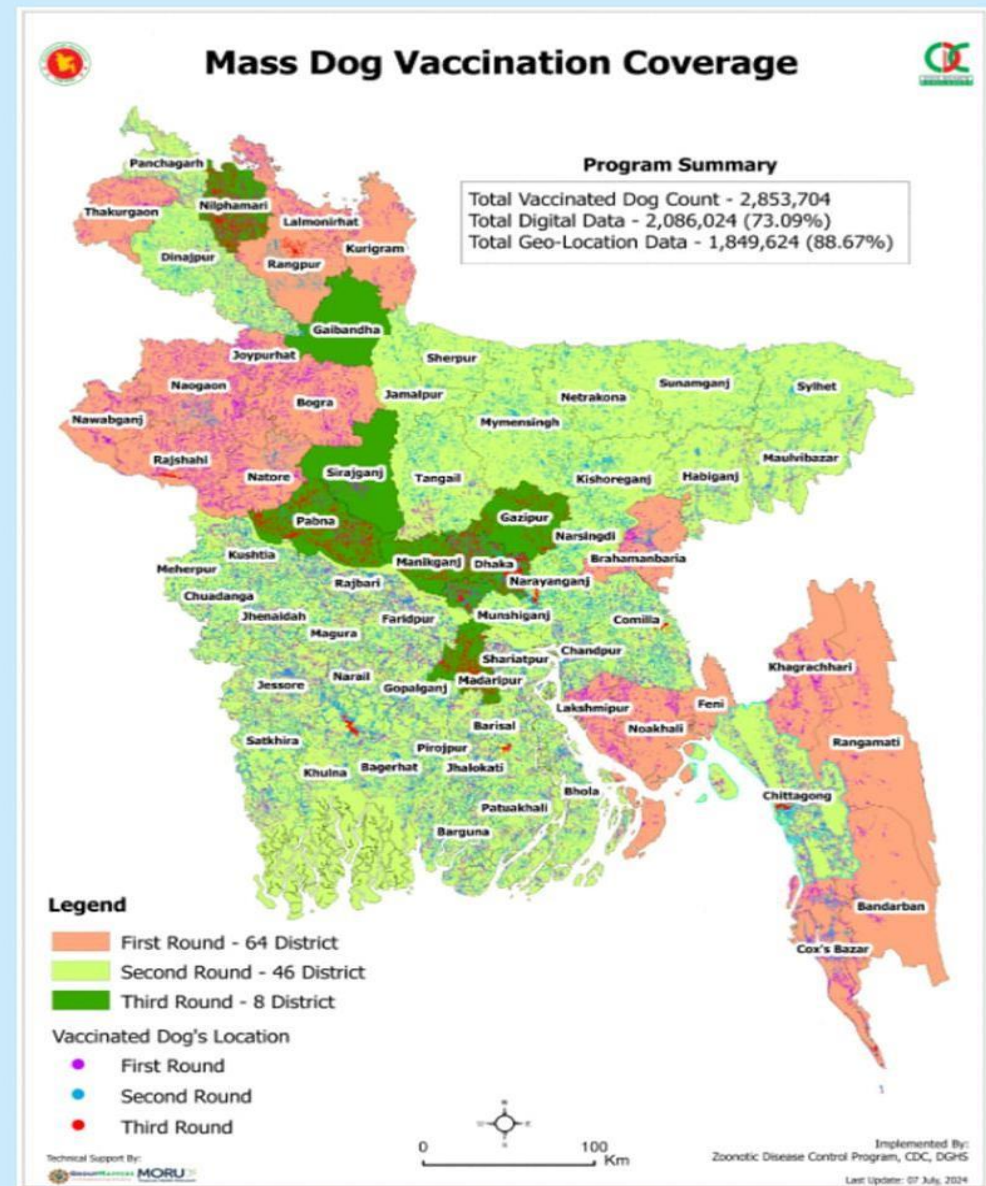 Mass Dog Vaccination Coverage
CDC
Program Summary
Total Vaccinated Dog Count - 2,853,704
Total Digital Data - 2,086,024 (73.09%)
Total Geo-Location Data - 1,849,624 (88.67%)
Panchagarh
Thakurgaon
Nilphamari
Lalmonirhat
Dinajpur
Rangpur
Kurigram
Gaibandha
Joypurhat
Sherpur
Naogaon
Bogra
Jamalpur
Netrakona
Sunamganj
Sylhet
Nawabganj
Mymensingh
Rajshahi
Natore
Sirajganj
Tangail
Kishoreganj
Habiganj
Maulvibazar
Pabna
Gazipur
Narsingdi
Kushtia
Manikganj
Dhaka
Brahamanbaria
Meherpur
Rajbari
Narayanganj
Chuadanga
Jhenaidah
Faridpur
Munshiganj
Comilla
Magura
Shariatpur
Chandpur
Khagrachhari
Jessore
Narail
Gopalganj
Madaripur
Lakshmipur
Feni
Barisal
Noakhali
Rangamati
Satkhira
Pirojpur
Khulna
Bagerhat
Jhalokati
Bhola
Chittagong
Patuakhali
Barguna
Bandarban
Cox's Bazar
Legend
First Round - 64 District
Second Round - 46 District
Third Round - 8 District
Vaccinated Dog's Location
First Round
Second Round
Third Round
N
E
S
0 100
Km
Technical Support By:
MORU
Implemented By:
Zoonotic Disease Control Program, CDC, DGHS
Last Update: 07 July, 2024